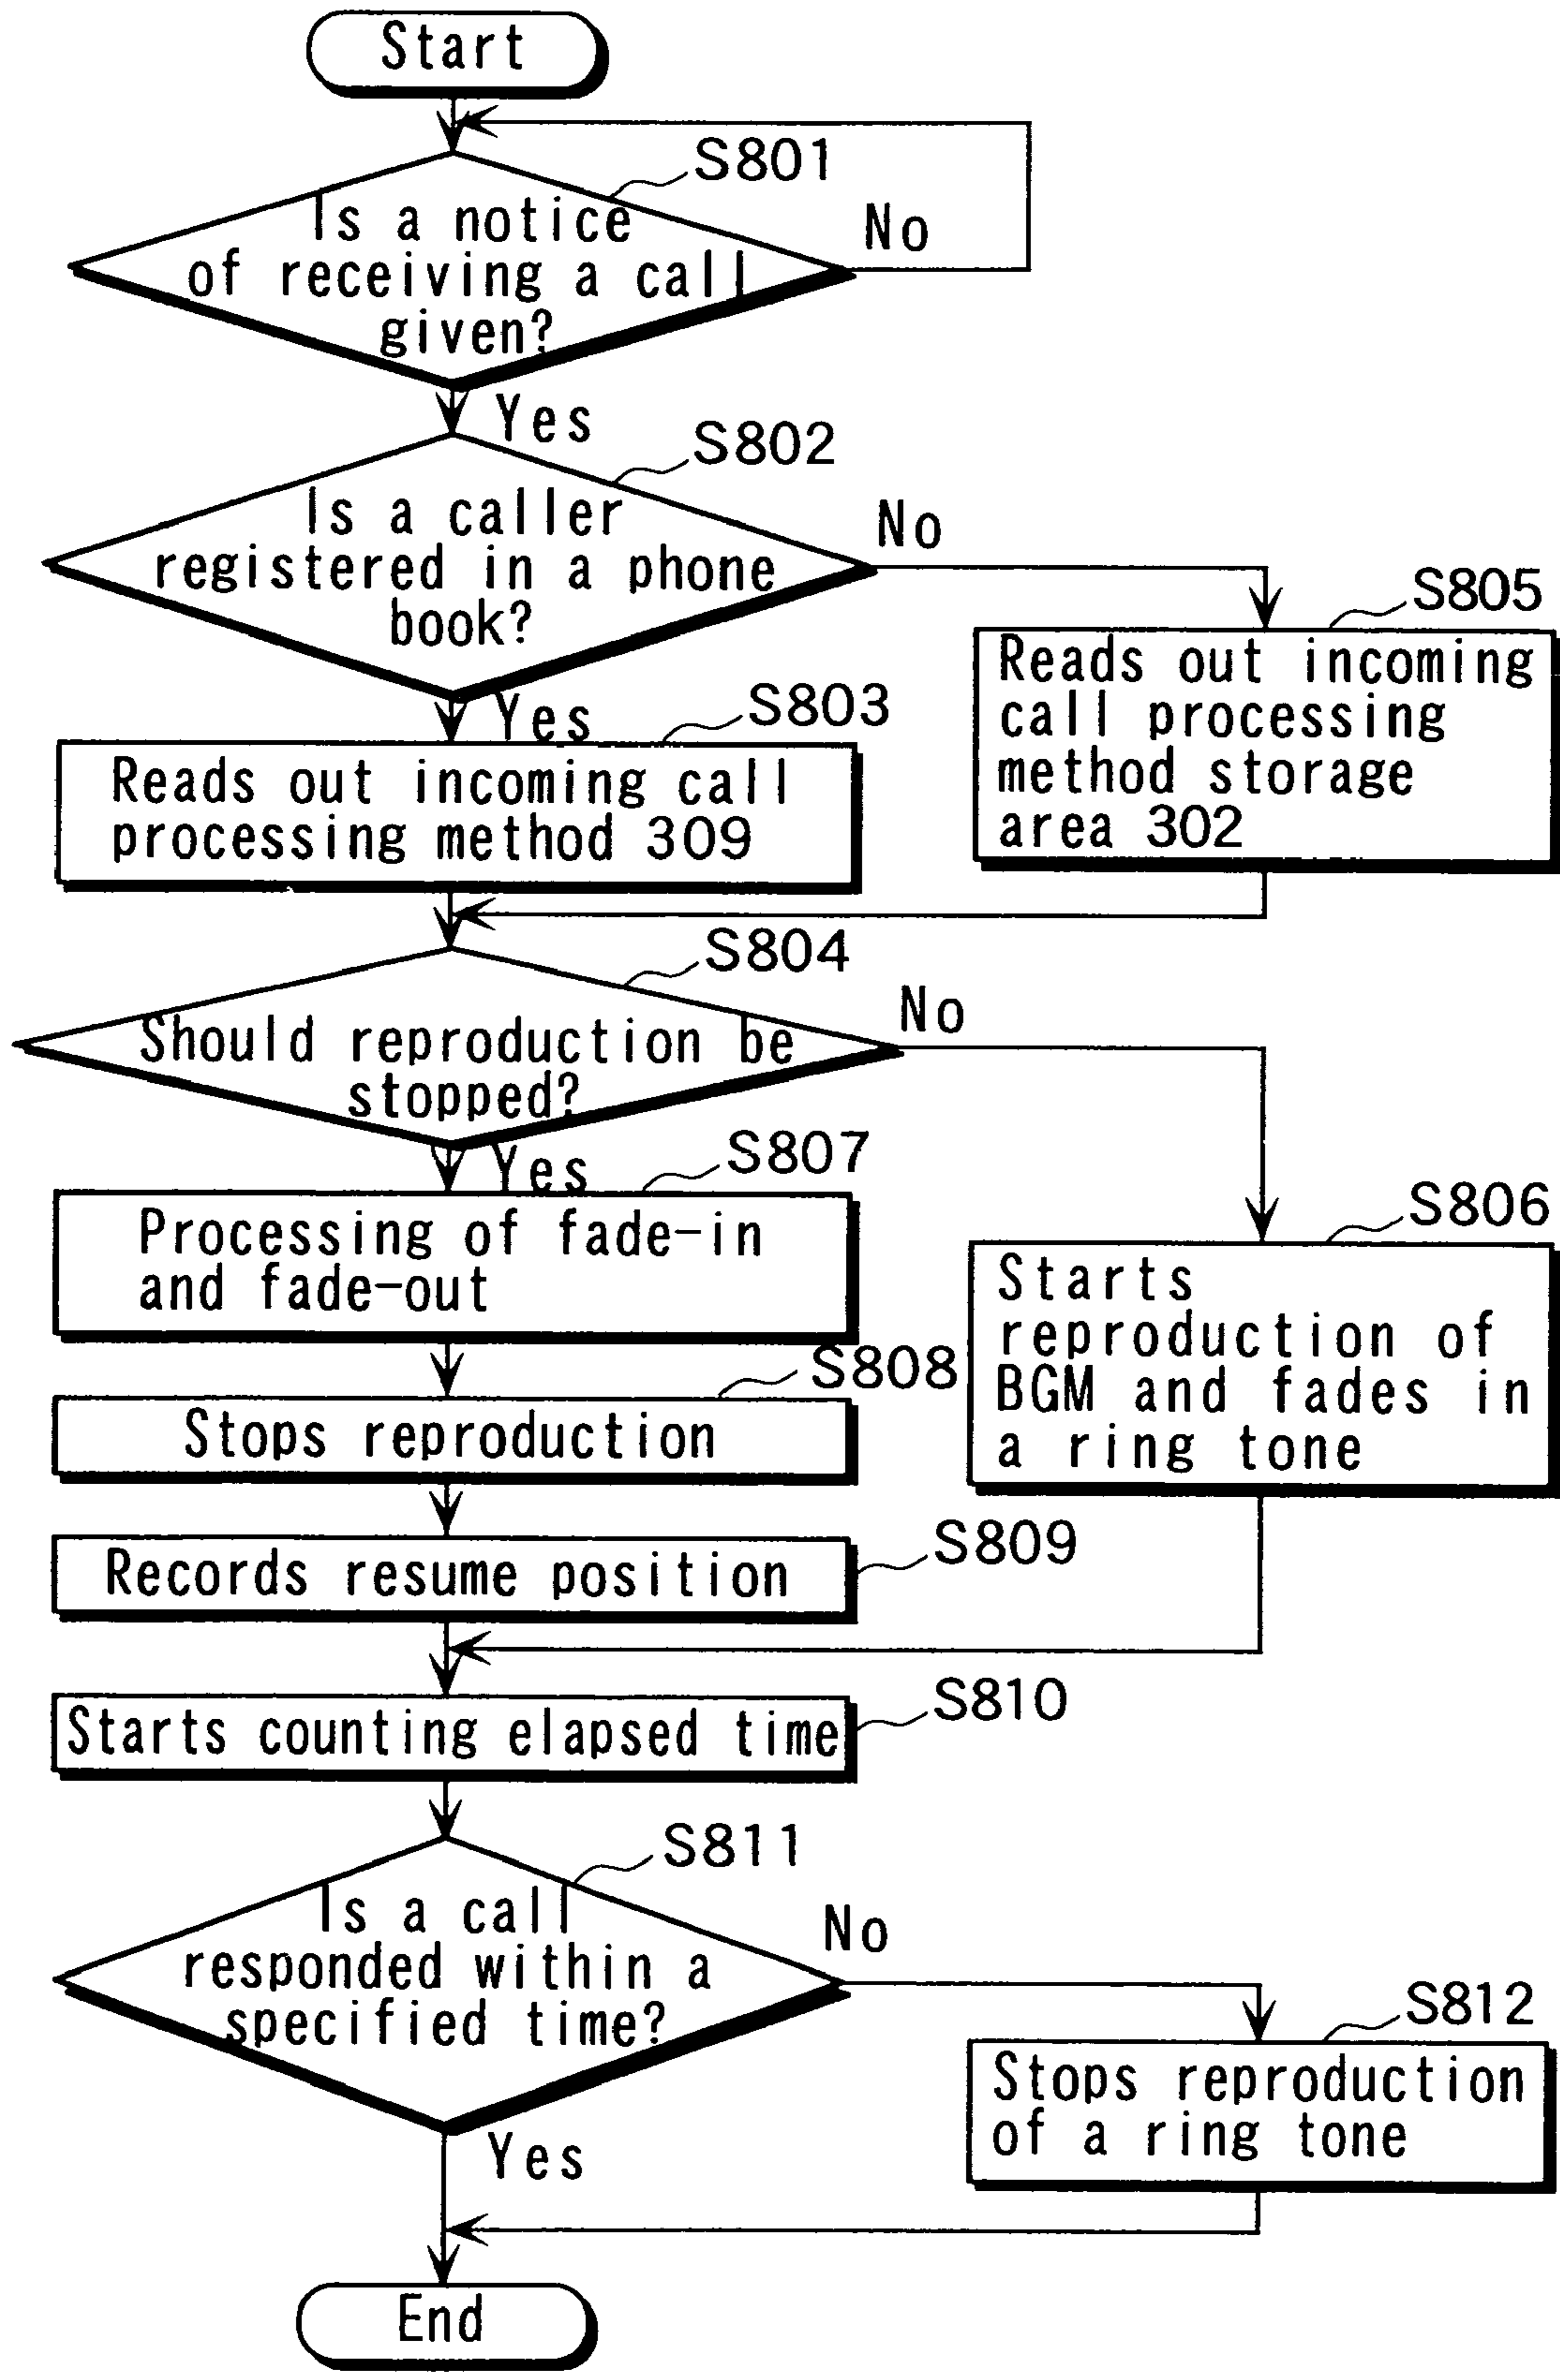 Start
S801
Is a notice
of receiving a call
given?
No
Yes
S802
Is a caller
registered in a phone
book?
No
S805
Reads out incoming
call processing
method storage
area 302
Yes
S803
Reads out incoming call
processing method 309
S804
Should reproduction be
stopped?
No
Yes
S807
Processing of fade-in
and fade-out
S806
Starts
reproduction of
BGM and fades in
a ring tone
S808
Stops reproduction
S809
Records resume position
S810
Starts counting elapsed time
S811
Is a call
responded within a
specified time?
No
S812
Stops reproduction
of a ring tone
Yes
End